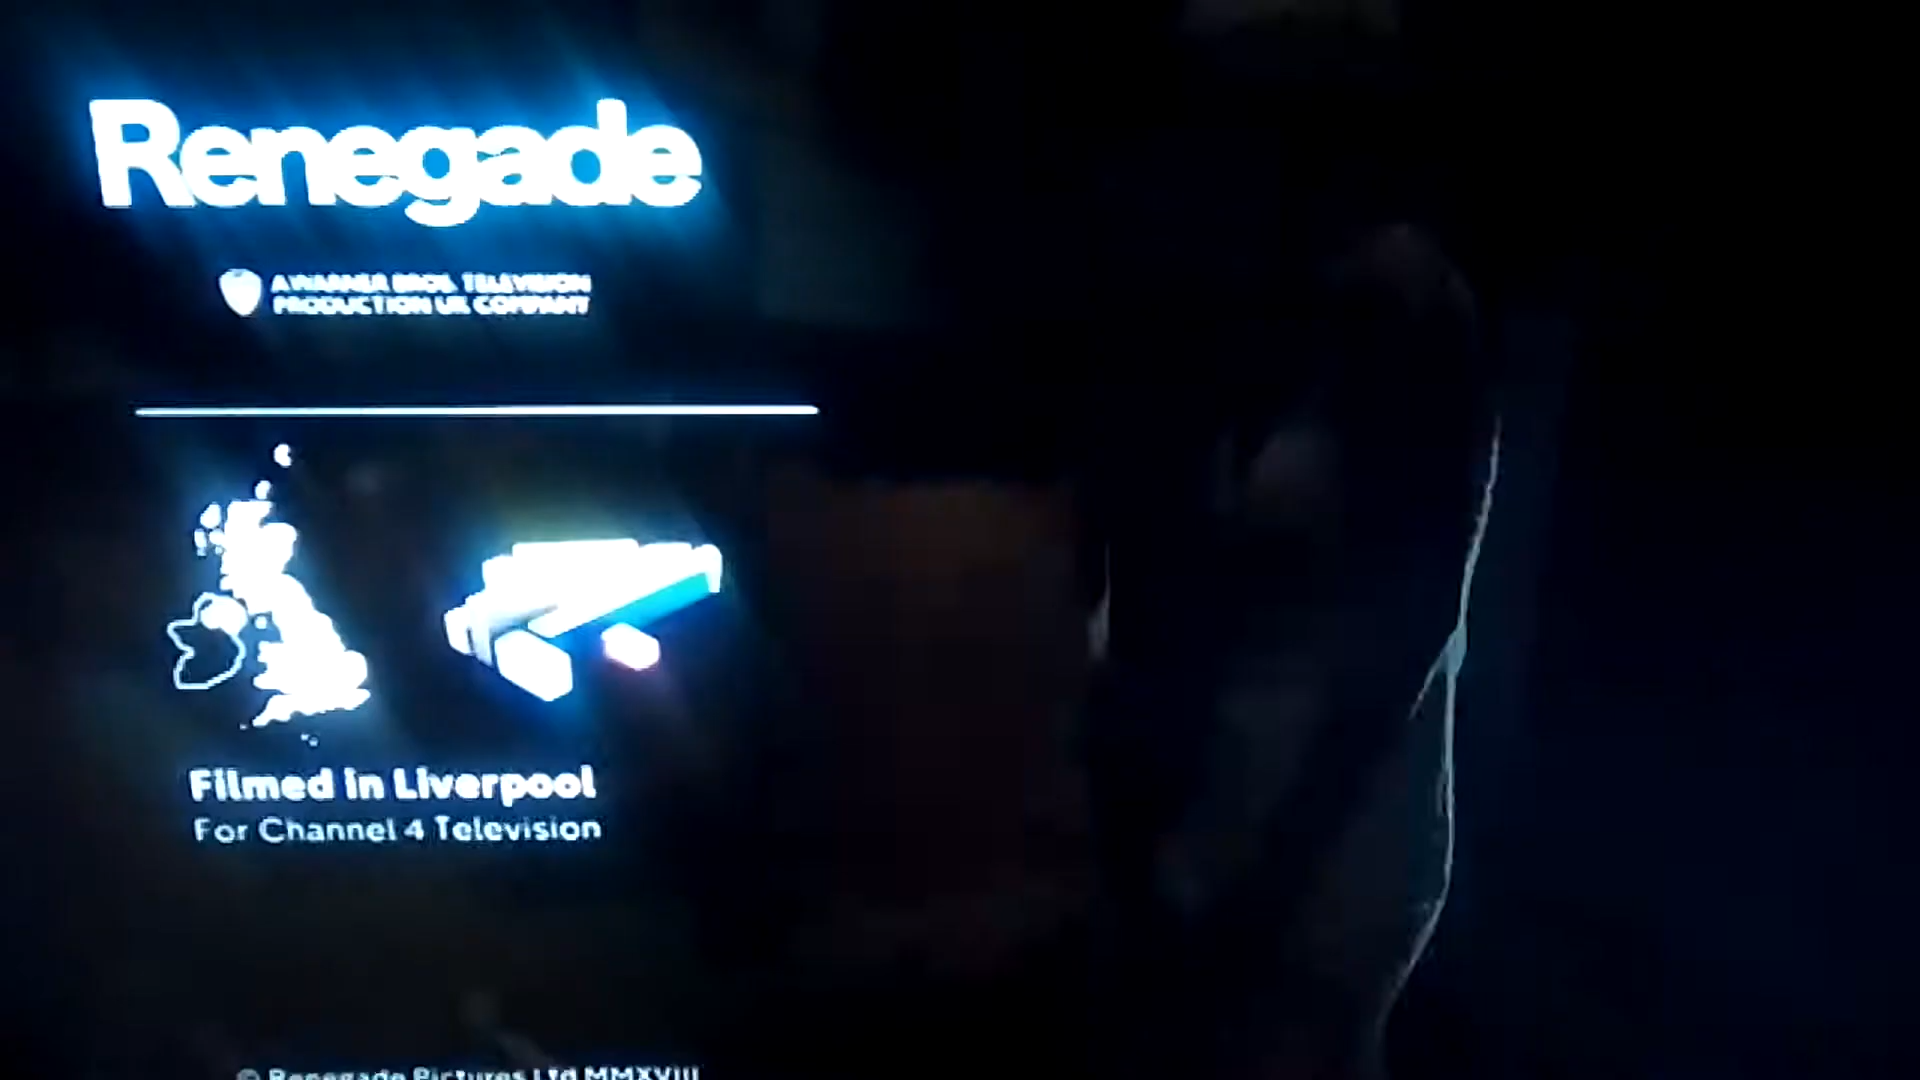 Renegade
A WARNER BROS. TELEVISION
PRODUCTION UK COMPANY
Filmed in Liverpool
For Channel 4 Television
© Renegade Pictures Ltd MMXVIII